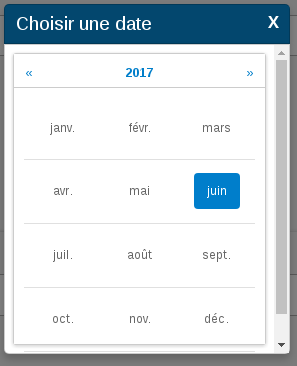 Choisir une date X
« 2017 »
janv. févr. mars
avr. mai juin
juil. août sept.
oct. nov. déc.